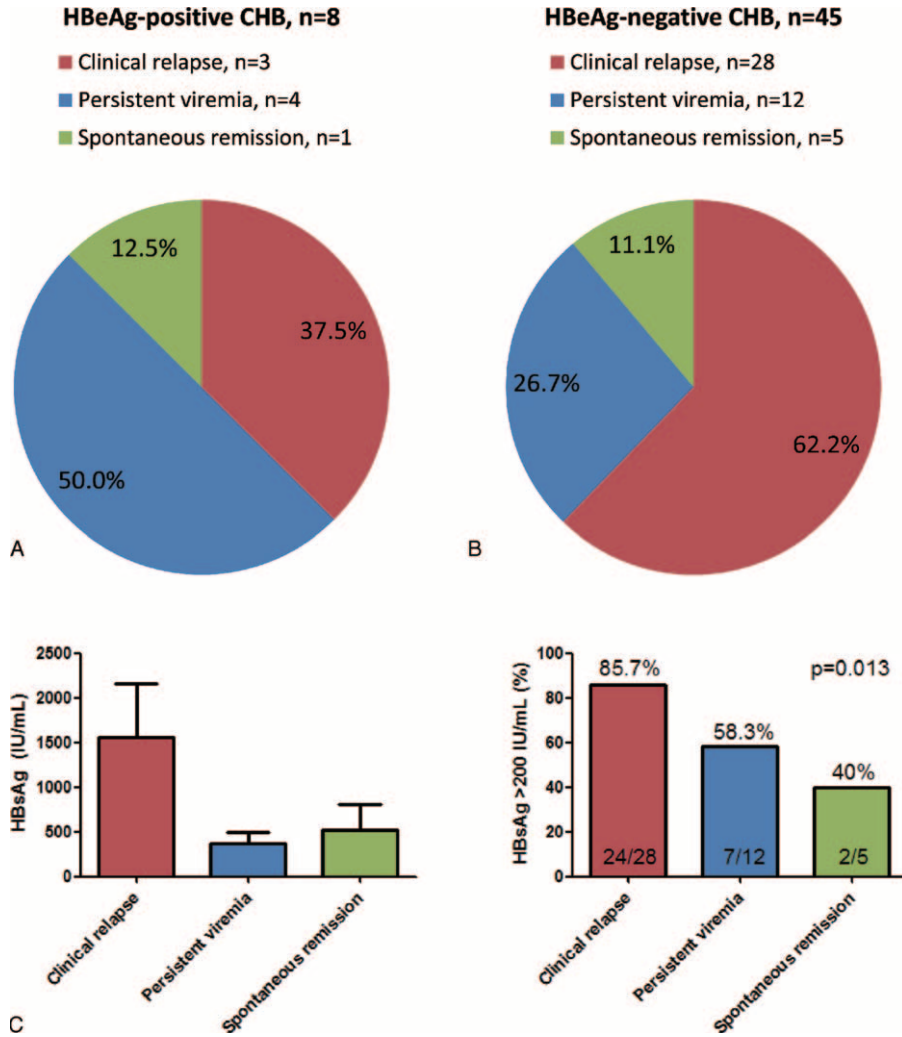 HBeAg-positive CHB, n=8
Clinical relapse, n=3
Persistent viremia, n=4
Spontaneous remission, n=1
12.5%
37.5%
50.0%
A
HBeAg-negative CHB, n=45
Clinical relapse, n=28
Persistent viremia, n=12
Spontaneous remission, n=5
11.1%
26.7%
62.2%
B
HBsAg (IU/mL)
2500
2000
1500
1000
500
0
Clinical relapse
Persistent viremia
Spontaneous remission
HBsAg >200 IU/mL (%)
100
80
60
40
20
0
85.7%
58.3%
40%
p=0.013
24/28
7/12
2/5
Clinical relapse
Persistent viremia
Spontaneous remission
C